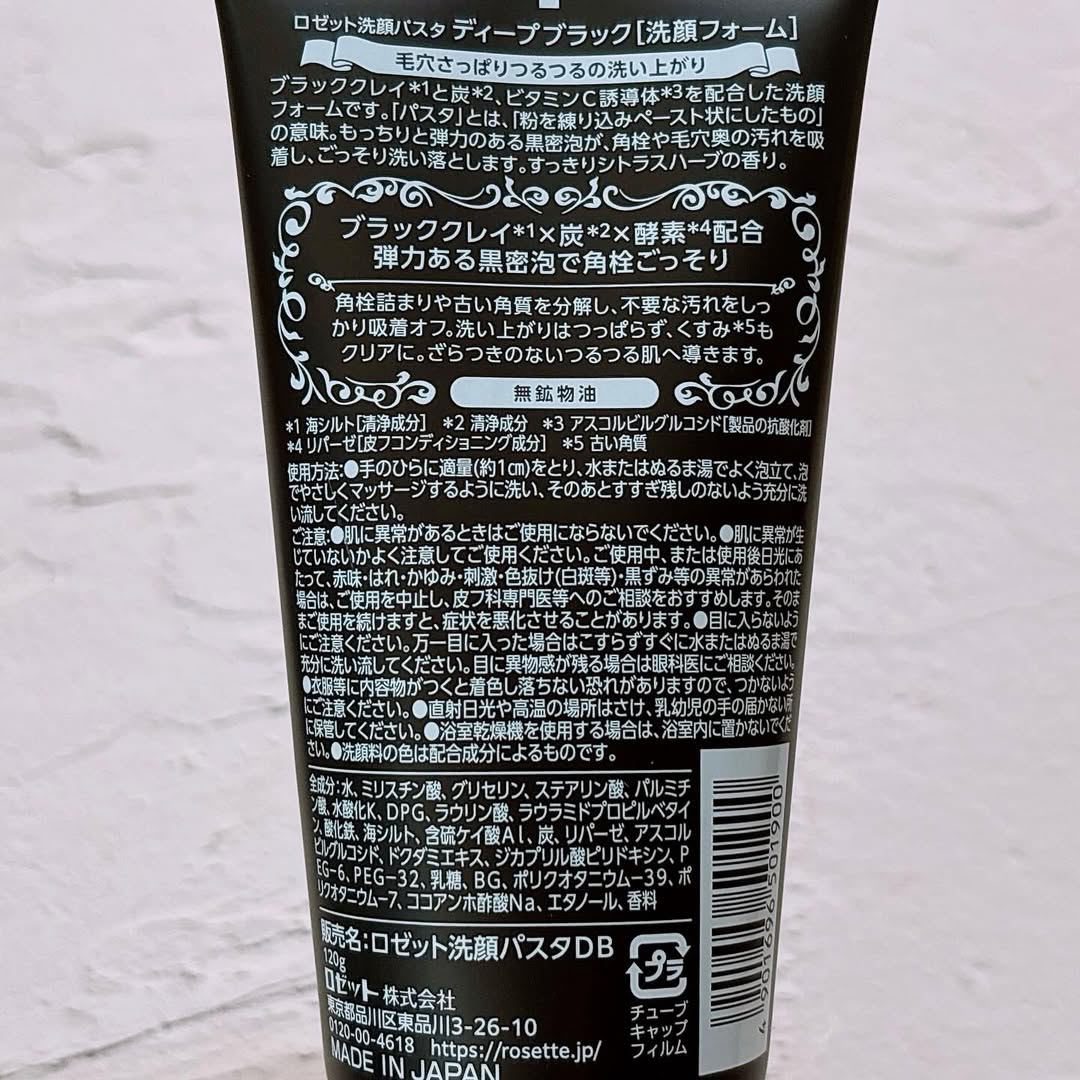 ロゼット洗顔パスタ ディープブラック[洗顔フォーム]
毛穴さっぱりつるつるの洗い上がり
ブラッククレイ*1と炭*2、ビタミンC誘導体*3を配合した洗顔
フォームです。「パスタ」とは、「粉を練り込みペースト状にしたもの」
の意味。もっちりと弾力のある黒密泡が、角栓や毛穴奥の汚れを吸
着し、ごっそり洗い落とします。すっきりシトラスハーブの香り。
ブラッククレイ*1×炭*2×酵素*4配合
弾力ある黒密泡で角栓ごっそり
角栓詰まりや古い角質を分解し、不要な汚れをしっ
かり吸着オフ。洗い上がりはつっぱらず、くすみ*5も
クリアに。ざらつきのないつるつる肌へ導きます。
無鉱物油
*1 海シルト[清浄成分] *2 清浄成分 *3 アスコルビルグルコシド[製品の抗酸化剤]
*4 リパーゼ[皮フコンディショニング成分] *5 古い角質
使用方法:●手のひらに適量(約1cm)をとり、水またはぬるま湯でよく泡立て、泡
でやさしくマッサージするように洗い、そのあとすすぎ残しのないよう充分に洗
い流してください。
ご注意:●肌に異常があるときはご使用にならないでください。●肌に異常が生
じていないかよく注意してご使用ください。ご使用中、または使用後日光にあ
たって、赤味・はれ・かゆみ・刺激・色抜け(白斑等)・黒ずみ等の異常があらわれた
場合は、ご使用を中止し、皮フ科専門医等へのご相談をおすすめします。そのま
まご使用を続けますと、症状を悪化させることがあります。●目に入らないよう
にご注意ください。万一目に入った場合はこすらずすぐに水またはぬるま湯で
充分に洗い流してください。目に異物感が残る場合は眼科医にご相談ください。
●衣服等に内容物がつくと着色し落ちない恐れがありますので、つかないよう
にご注意ください。●直射日光や高温の場所はさけ、乳幼児の手の届かない所
に保管してください。●浴室乾燥機を使用する場合は、浴室内に置かないでくだ
さい。●洗顔料の色は配合成分によるものです。
全成分:水、ミリスチン酸、グリセリン、ステアリン酸、パルミチ
ン酸、水酸化K、DPG、ラウリン酸、ラウラミドプロピルベタイ
ン、酸化鉄、海シルト、含硫ケイ酸Al、炭、リパーゼ、アスコル
ビルグルコシド、ドクダミエキス、ジカプリル酸ピリドキシン、P
EG-6、PEG-32、乳糖、BG、ポリクオタニウム-39、ポ
リクオタニウム-7、ココアンホ酢酸Na、エタノール、香料
販売名:ロゼット洗顔パスタDB
120g
ロゼット株式会社
東京都品川区東品川3-26-10
0120-00-4618 https://rosette.jp/
MADE IN JAPAN
プラ
チューブ
キャップ
フィルム
4 901696 501900